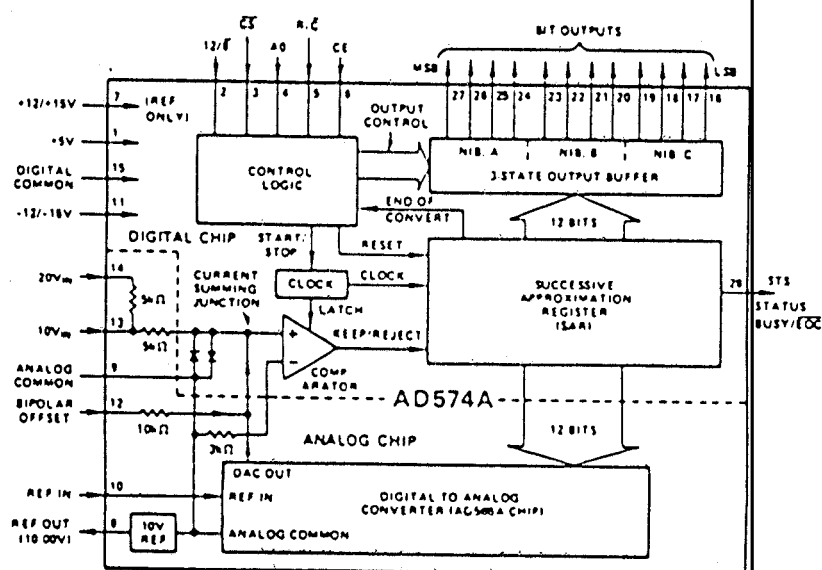 CS
R/C
12/8
A0
CE
BIT OUTPUTS
MSB
LSB
2 3 4 5 6
27 26 25 24 23 22 21 20 19 18 17 16
+12/+15V
7
(REF ONLY)
OUTPUT CONTROL
+5V
1
NIB. A
NIB. B
NIB. C
3-STATE OUTPUT BUFFER
CONTROL LOGIC
DIGITAL COMMON
15
END OF CONVERT
12 BITS
-12/-15V
11
DIGITAL CHIP
START/STOP
RESET
CURRENT SUMMING JUNCTION
CLOCK
CLOCK
LATCH
SUCCESSIVE APPROXIMATION REGISTER (SAR)
28
STS
STATUS
BUSY/EOC
20VIN
14
5kΩ
10VIN
13
5kΩ
+
-
COMPARATOR
KEEP/REJECT
ANALOG COMMON
9
AD574A
BIPOLAR OFFSET
12
10kΩ
3kΩ
ANALOG CHIP
12 BITS
DAC OUT
REF IN
10
REF IN
DIGITAL TO ANALOG CONVERTER (AD565A CHIP)
REF OUT (10.00V)
8
10V REF
ANALOG COMMON